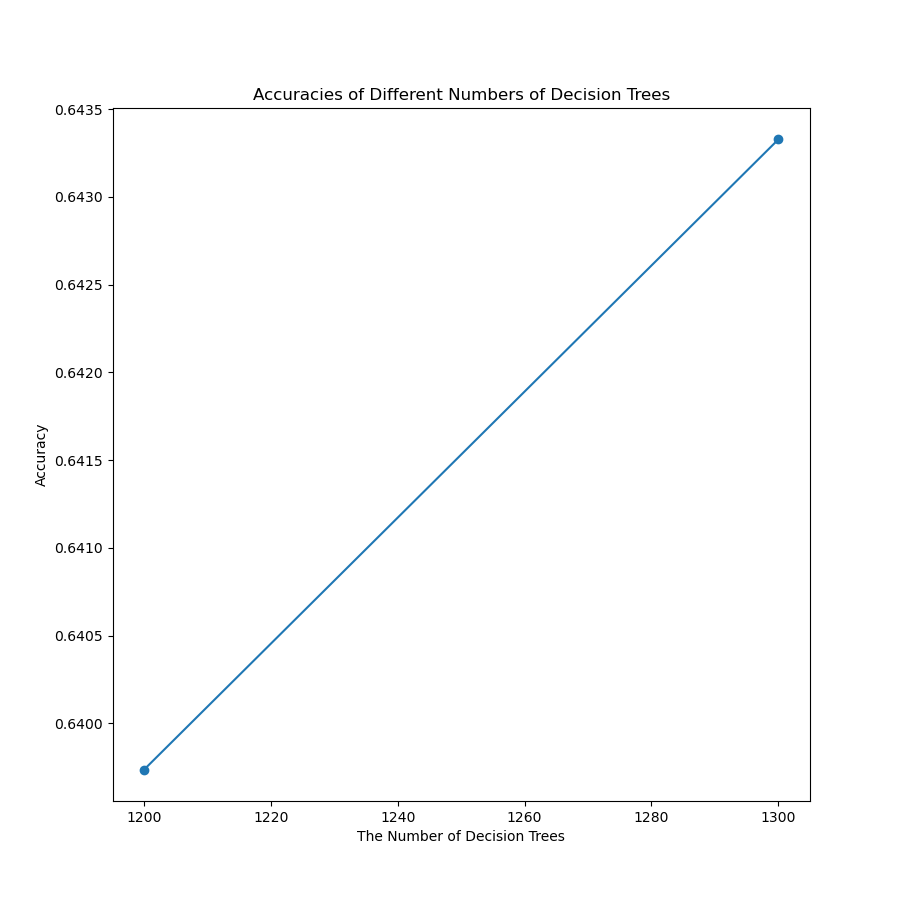 Accuracies of Different Numbers of Decision Trees
0.6435
0.6430
0.6425
0.6420
0.6415
0.6410
0.6405
0.6400
Accuracy
1200 1220 1240 1260 1280 1300
The Number of Decision Trees